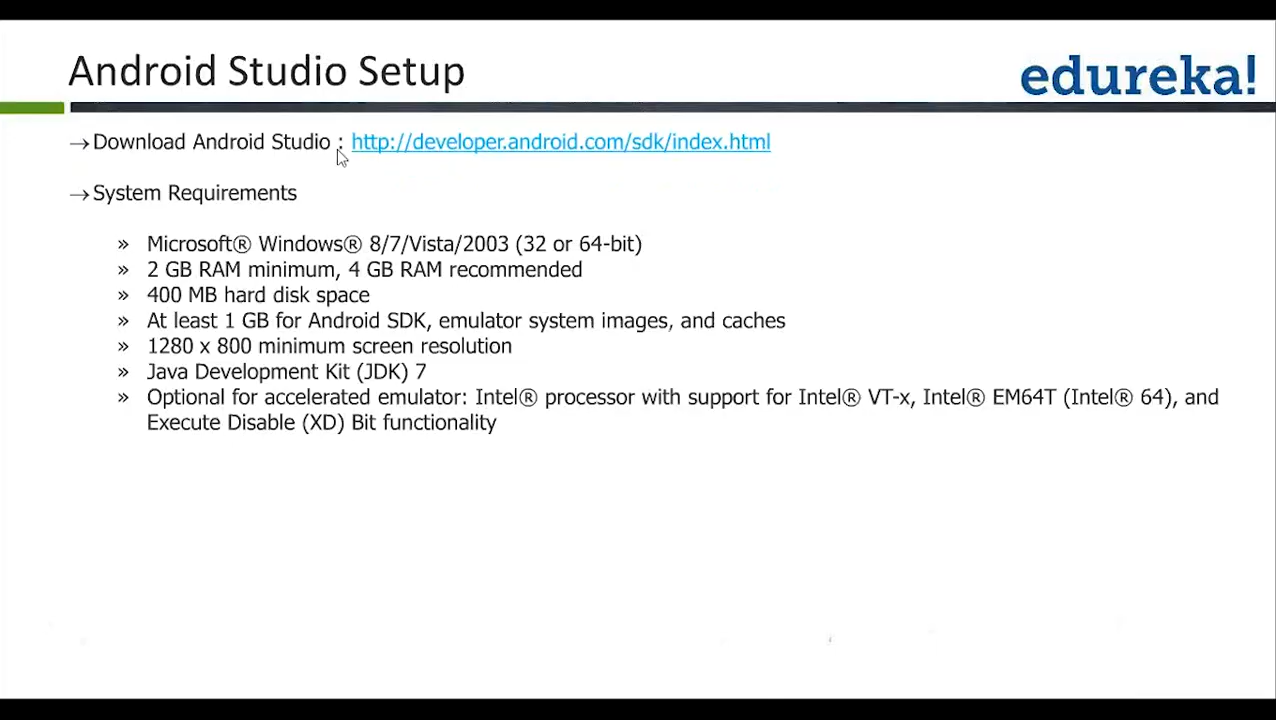 Android Studio Setup
edureka!
→Download Android Studio : http://developer.android.com/sdk/index.html
→System Requirements
» Microsoft® Windows® 8/7/Vista/2003 (32 or 64-bit)
» 2 GB RAM minimum, 4 GB RAM recommended
» 400 MB hard disk space
» At least 1 GB for Android SDK, emulator system images, and caches
» 1280 x 800 minimum screen resolution
» Java Development Kit (JDK) 7
» Optional for accelerated emulator: Intel® processor with support for Intel® VT-x, Intel® EM64T (Intel® 64), and
Execute Disable (XD) Bit functionality